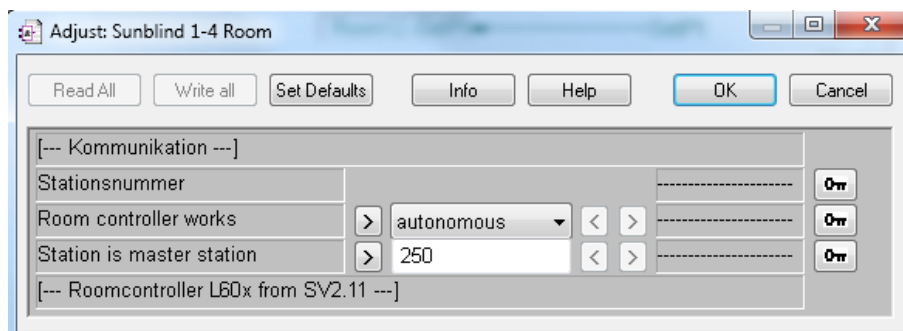 Adjust: Sunblind 1-4 Room
Read All Write all Set Defaults Info Help OK Cancel
[--- Kommunikation ---]
Stationsnummer ----------------------
Room controller works > autonomous < > ----------------------
Station is master station > 250 < > ----------------------
[--- Roomcontroller L60x from SV2.11 ---]